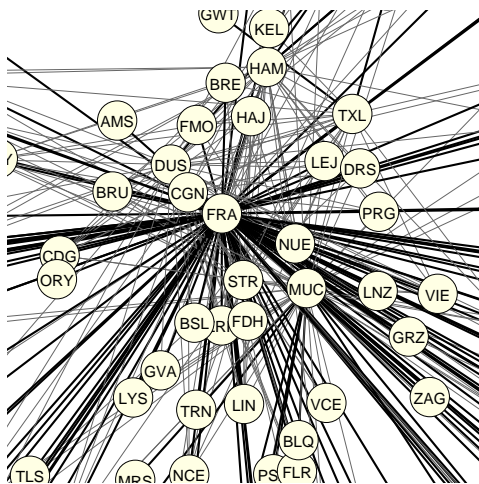 GWT
KEL
HAM
BRE
AMS
FMO
HAJ
TXL
DUS
LEJ
DRS
BRU
CGN
FRA
PRG
NUE
CDG
ORY
STR
MUC
LNZ
VIE
BSL
FDH
GRZ
GVA
LYS
TRN
LIN
VCE
ZAG
BLQ
TLS
MRS
NCE
FLR